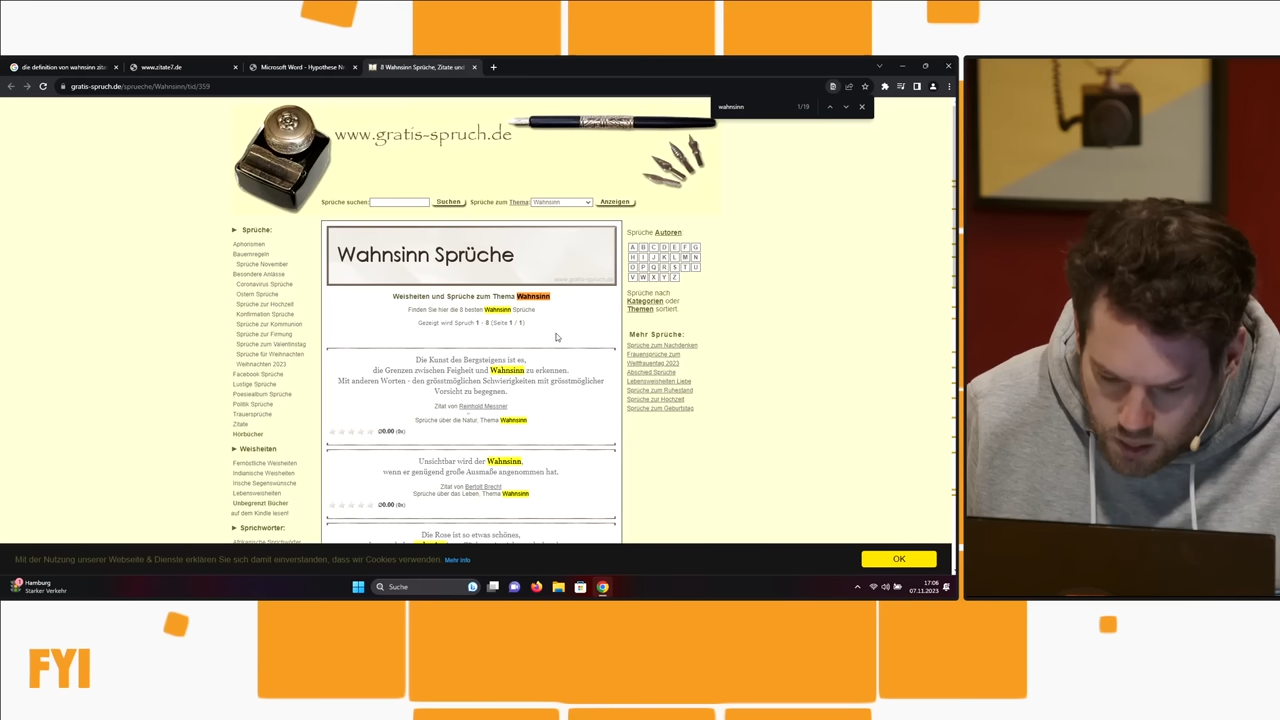 die definition von wahnsinn zita
www.zitate7.de
Microsoft Word - Hypothese N
8 Wahnsinn Sprüche, Zitate und
gratis-spruch.de/sprueche/Wahnsinn/tid/359
wahnsinn
1/19
www.gratis-spruch.de
Sprüche suchen:
Suchen
Sprüche zum Thema:
Wahnsinn
Anzeigen
Sprüche:
Aphorismen
Bauernregeln
Sprüche November
Besondere Anlässe
Coronavirus Sprüche
Ostern Sprüche
Sprüche zur Hochzeit
Konfirmation Sprüche
Sprüche zur Kommunion
Sprüche zur Firmung
Sprüche zum Valentinstag
Sprüche für Weihnachten
Weihnachten 2023
Facebook Sprüche
Lustige Sprüche
Poesiealbum Sprüche
Politik Sprüche
Trauersprüche
Zitate
Hörbücher
Weisheiten
Fernöstliche Weisheiten
Indianische Weisheiten
Irische Segenswünsche
Lebensweisheiten
Unbegrenzt Bücher
auf dem Kindle lesen!
Sprichwörter:
Afrikanische Sprichwörter
Wahnsinn Sprüche
www.gratis-spruch.de
Weisheiten und Sprüche zum Thema Wahnsinn
Finden Sie hier die 8 besten Wahnsinn Sprüche
Gezeigt wird Spruch 1 - 8 (Seite 1 / 1)
Die Kunst des Bergsteigens ist es,
die Grenzen zwischen Feigheit und Wahnsinn zu erkennen.
Mit anderen Worten - den grösstmöglichen Schwierigkeiten mit grösstmöglicher
Vorsicht zu begegnen.
Zitat von Reinhold Messner
Sprüche über die Natur, Thema Wahnsinn
Ø0.00 (0x)
Unsichtbar wird der Wahnsinn,
wenn er genügend große Ausmaße angenommen hat.
Zitat von Bertolt Brecht
Sprüche über das Leben, Thema Wahnsinn
Ø0.00 (0x)
Die Rose ist so etwas schönes,
Sprüche Autoren:
A B C D E F G
H I J K L M N
O P Q R S T U
V W X Y Z
Sprüche nach
Kategorien oder
Themen sortiert.
Mehr Sprüche:
Sprüche zum Nachdenken
Frauensprüche zum
Weltfrauentag 2023
Abschied Sprüche
Lebensweisheiten Liebe
Sprüche zum Ruhestand
Sprüche zur Hochzeit
Sprüche zum Geburtstag
Mit der Nutzung unserer Webseite & Dienste erklären Sie sich damit einverstanden, dass wir Cookies verwenden. Mehr Info
OK
Hamburg
Starker Verkehr
Suche
17:06
07.11.2023
FYI